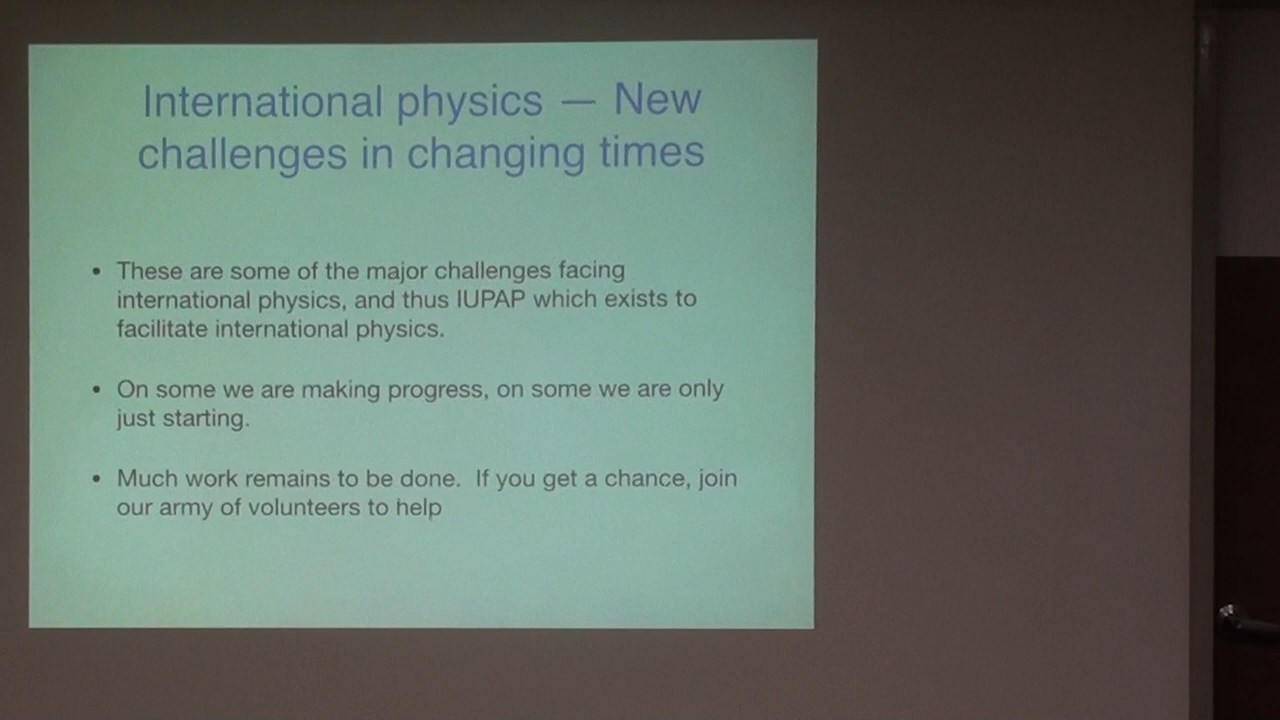 International physics — New
challenges in changing times
• These are some of the major challenges facing
international physics, and thus IUPAP which exists to
facilitate international physics.
• On some we are making progress, on some we are only
just starting.
• Much work remains to be done.  If you get a chance, join
our army of volunteers to help